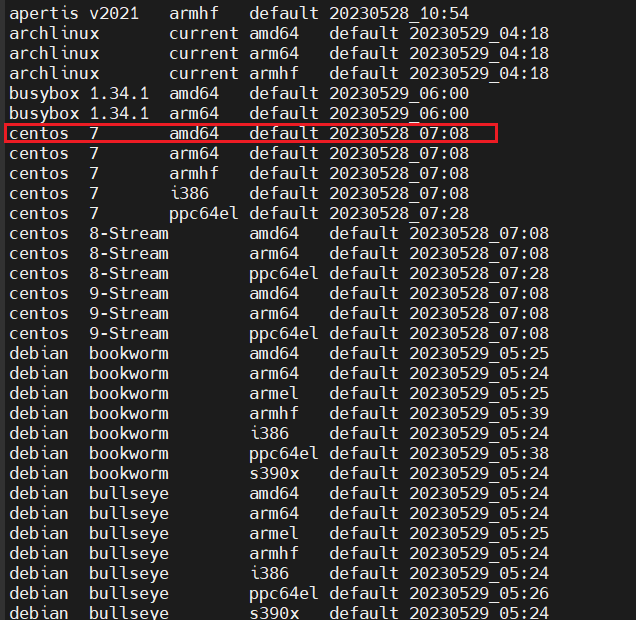 apertis v2021   armhf   default 20230528_10:54
archlinux       current amd64   default 20230529_04:18
archlinux       current arm64   default 20230529_04:18
archlinux       current armhf   default 20230529_04:18
busybox 1.34.1  amd64   default 20230529_06:00
busybox 1.34.1  arm64   default 20230529_06:00
centos  7       amd64   default 20230528_07:08
centos  7       arm64   default 20230528_07:08
centos  7       armhf   default 20230528_07:08
centos  7       i386    default 20230528_07:08
centos  7       ppc64el default 20230528_07:28
centos  8-Stream        amd64   default 20230528_07:08
centos  8-Stream        arm64   default 20230528_07:08
centos  8-Stream        ppc64el default 20230528_07:28
centos  9-Stream        amd64   default 20230528_07:08
centos  9-Stream        arm64   default 20230528_07:08
centos  9-Stream        ppc64el default 20230528_07:08
debian  bookworm        amd64   default 20230529_05:25
debian  bookworm        arm64   default 20230529_05:24
debian  bookworm        armel   default 20230529_05:25
debian  bookworm        armhf   default 20230529_05:39
debian  bookworm        i386    default 20230529_05:24
debian  bookworm        ppc64el default 20230529_05:38
debian  bookworm        s390x   default 20230529_05:24
debian  bullseye        amd64   default 20230529_05:24
debian  bullseye        arm64   default 20230529_05:24
debian  bullseye        armel   default 20230529_05:25
debian  bullseye        armhf   default 20230529_05:24
debian  bullseye        i386    default 20230529_05:24
debian  bullseye        ppc64el default 20230529_05:26
debian  bullseye        s390x   default 20230529_05:24